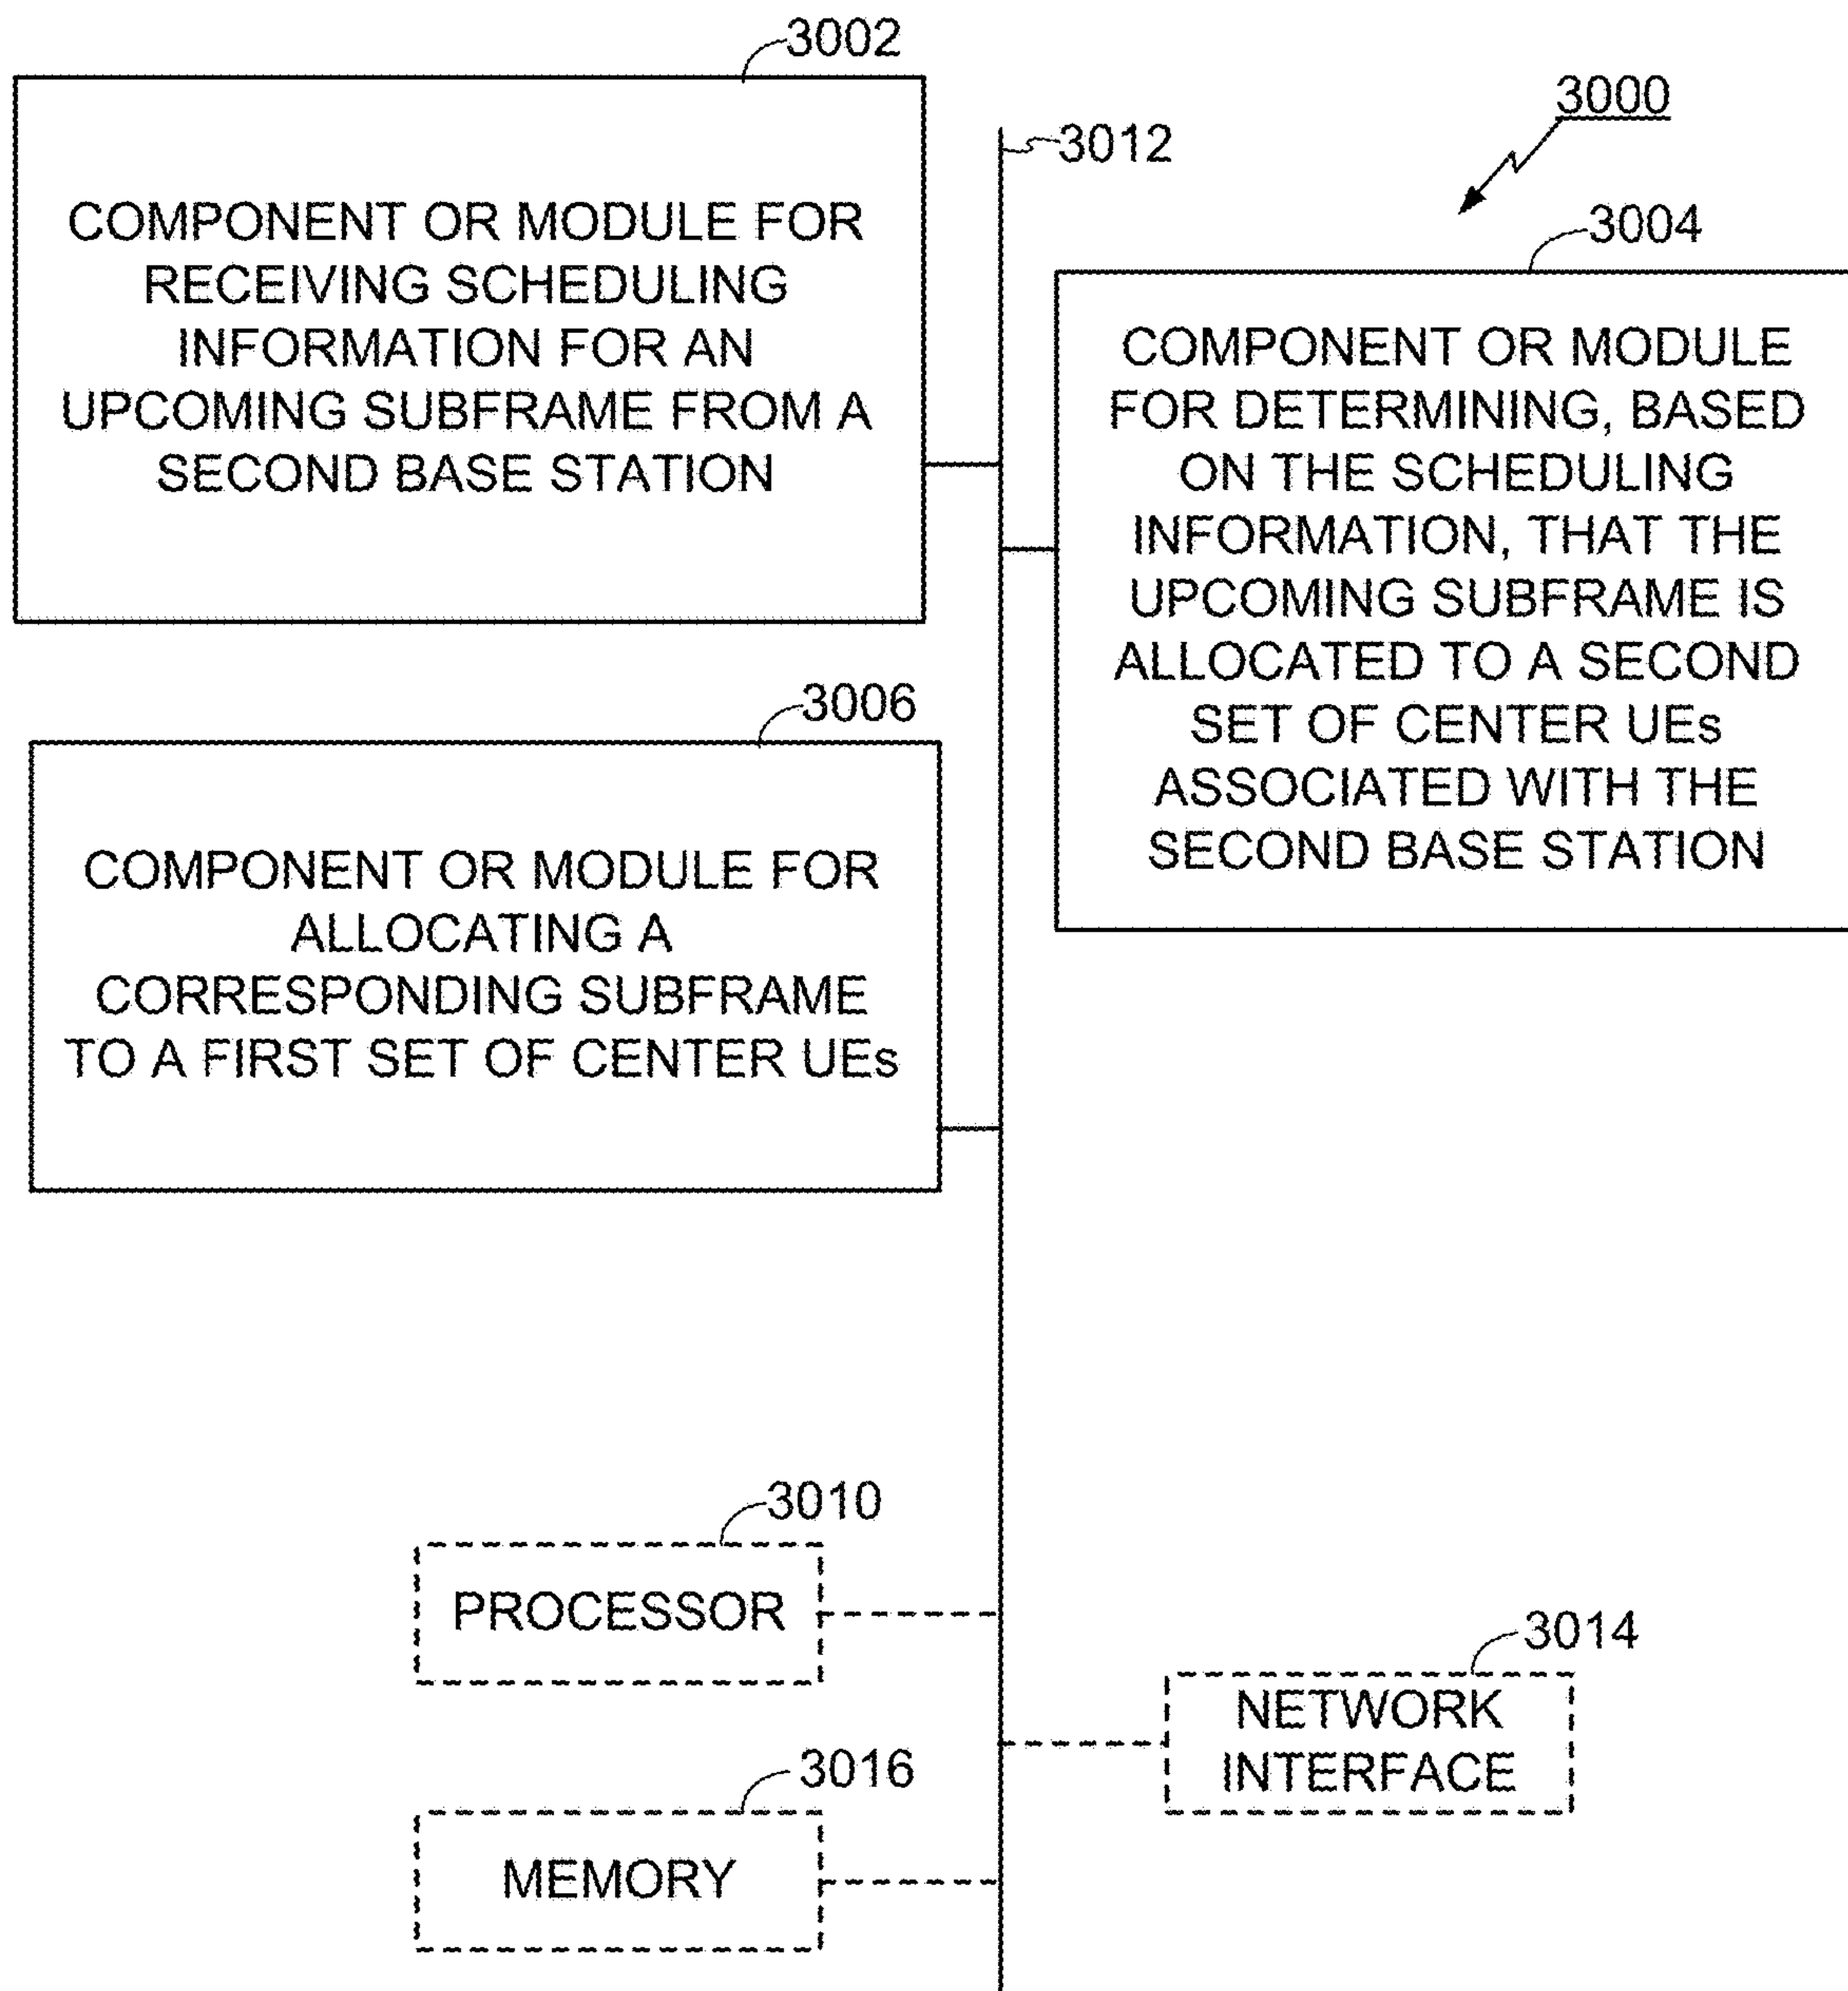 3002
COMPONENT OR MODULE FOR
RECEIVING SCHEDULING
INFORMATION FOR AN
UPCOMING SUBFRAME FROM A
SECOND BASE STATION
3012
3000
3004
COMPONENT OR MODULE
FOR DETERMINING, BASED
ON THE SCHEDULING
INFORMATION, THAT THE
UPCOMING SUBFRAME IS
ALLOCATED TO A SECOND
SET OF CENTER UEs
ASSOCIATED WITH THE
SECOND BASE STATION
3006
COMPONENT OR MODULE FOR
ALLOCATING A
CORRESPONDING SUBFRAME
TO A FIRST SET OF CENTER UEs
3010
PROCESSOR
3014
NETWORK
INTERFACE
3016
MEMORY